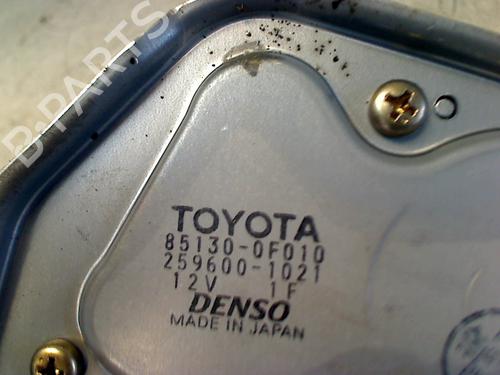 B-PARTS
TOYOTA
85130-0F010
259600-1021
12V 1F
DENSO
MADE IN JAPAN